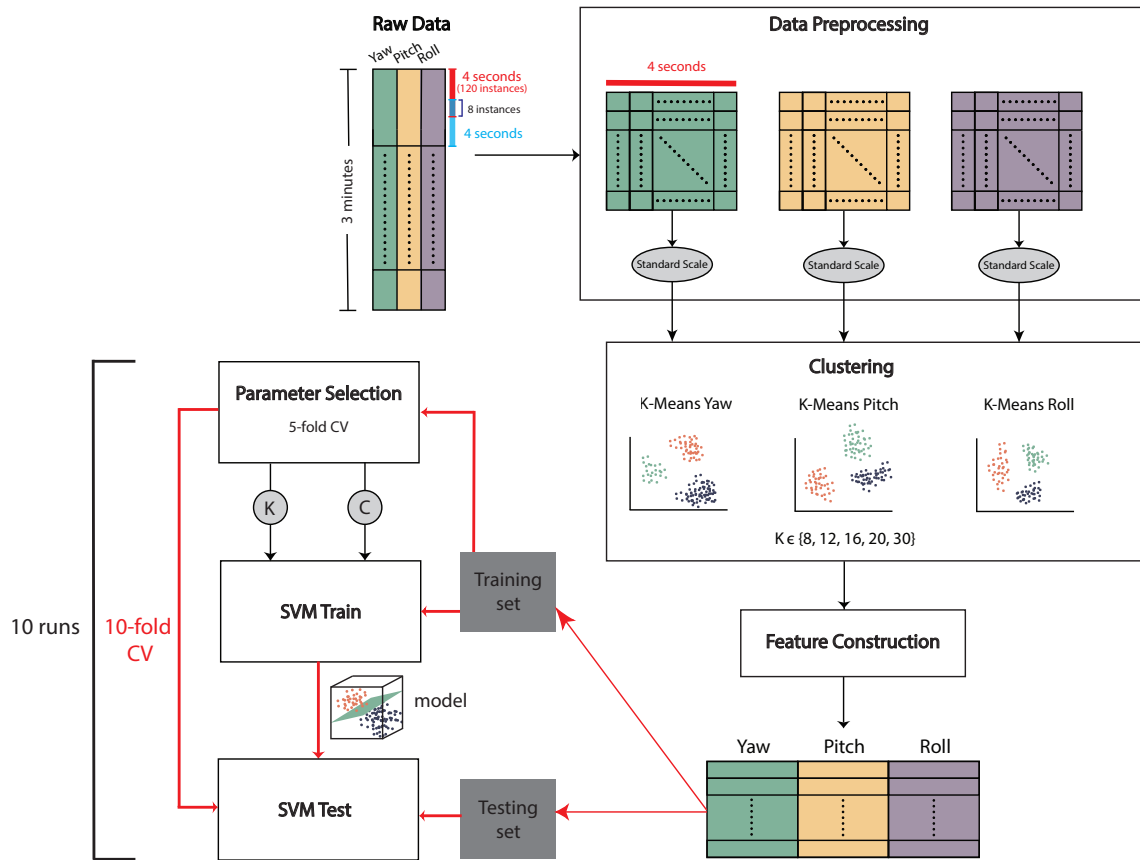 Raw Data
Yaw Pitch Roll
4 seconds
(120 instances)
8 instances
4 seconds
3 minutes
Data Preprocessing
4 seconds
Standard Scale
Standard Scale
Standard Scale
Clustering
K-Means Yaw
K-Means Pitch
K-Means Roll
K ϵ {8, 12, 16, 20, 30}
Feature Construction
Yaw
Pitch
Roll
Parameter Selection
5-fold CV
K
C
SVM Train
Training
set
10 runs
10-fold
CV
model
SVM Test
Testing
set